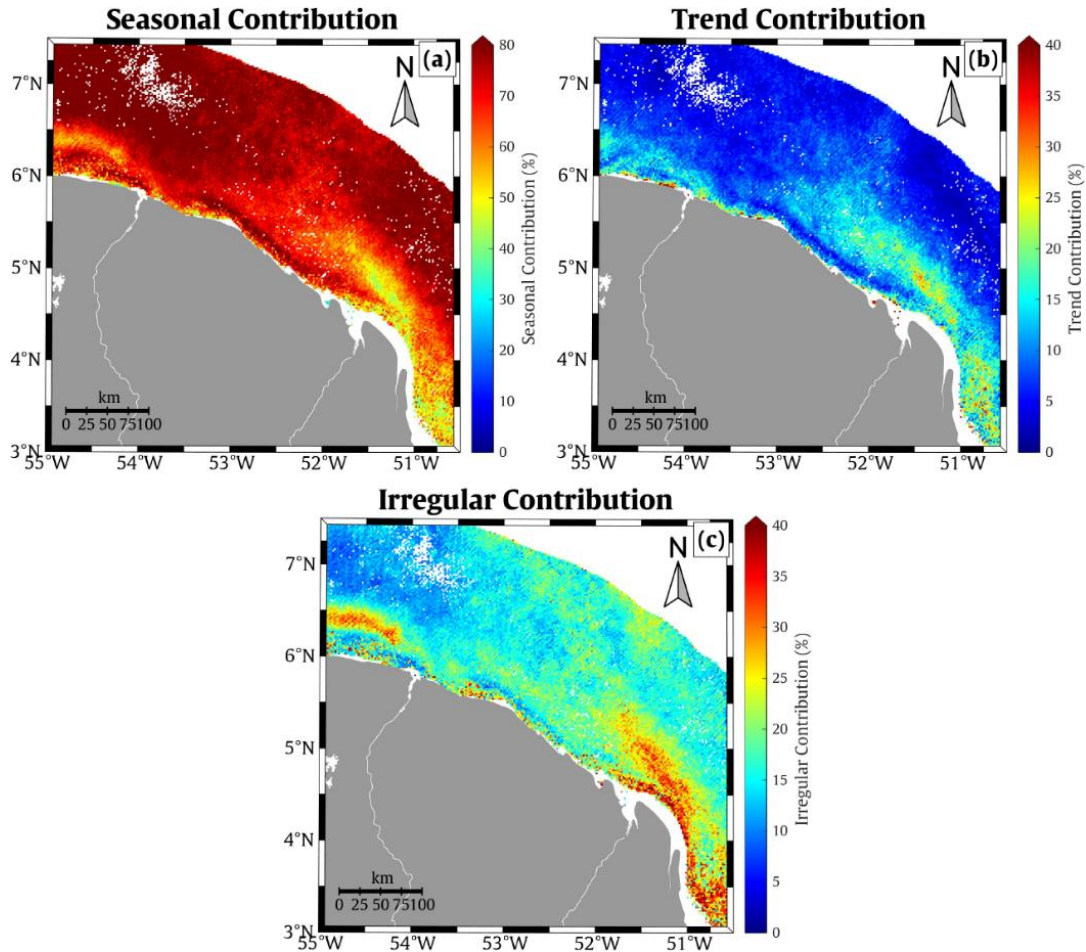 Seasonal Contribution
(a)
N
7°N
6°N
5°N
4°N
3°N
km
0 25 50 75100
55°W 54°W 53°W 52°W 51°W
80
70
60
50
40
30
20
10
0
Seasonal Contribution (%)
Trend Contribution
(b)
N
7°N
6°N
5°N
4°N
3°N
km
0 25 50 75100
55°W 54°W 53°W 52°W 51°W
40
35
30
25
20
15
10
5
0
Trend Contribution (%)
Irregular Contribution
(c)
N
7°N
6°N
5°N
4°N
3°N
km
0 25 50 75100
55°W 54°W 53°W 52°W 51°W
40
35
30
25
20
15
10
5
0
Irregular Contribution (%)